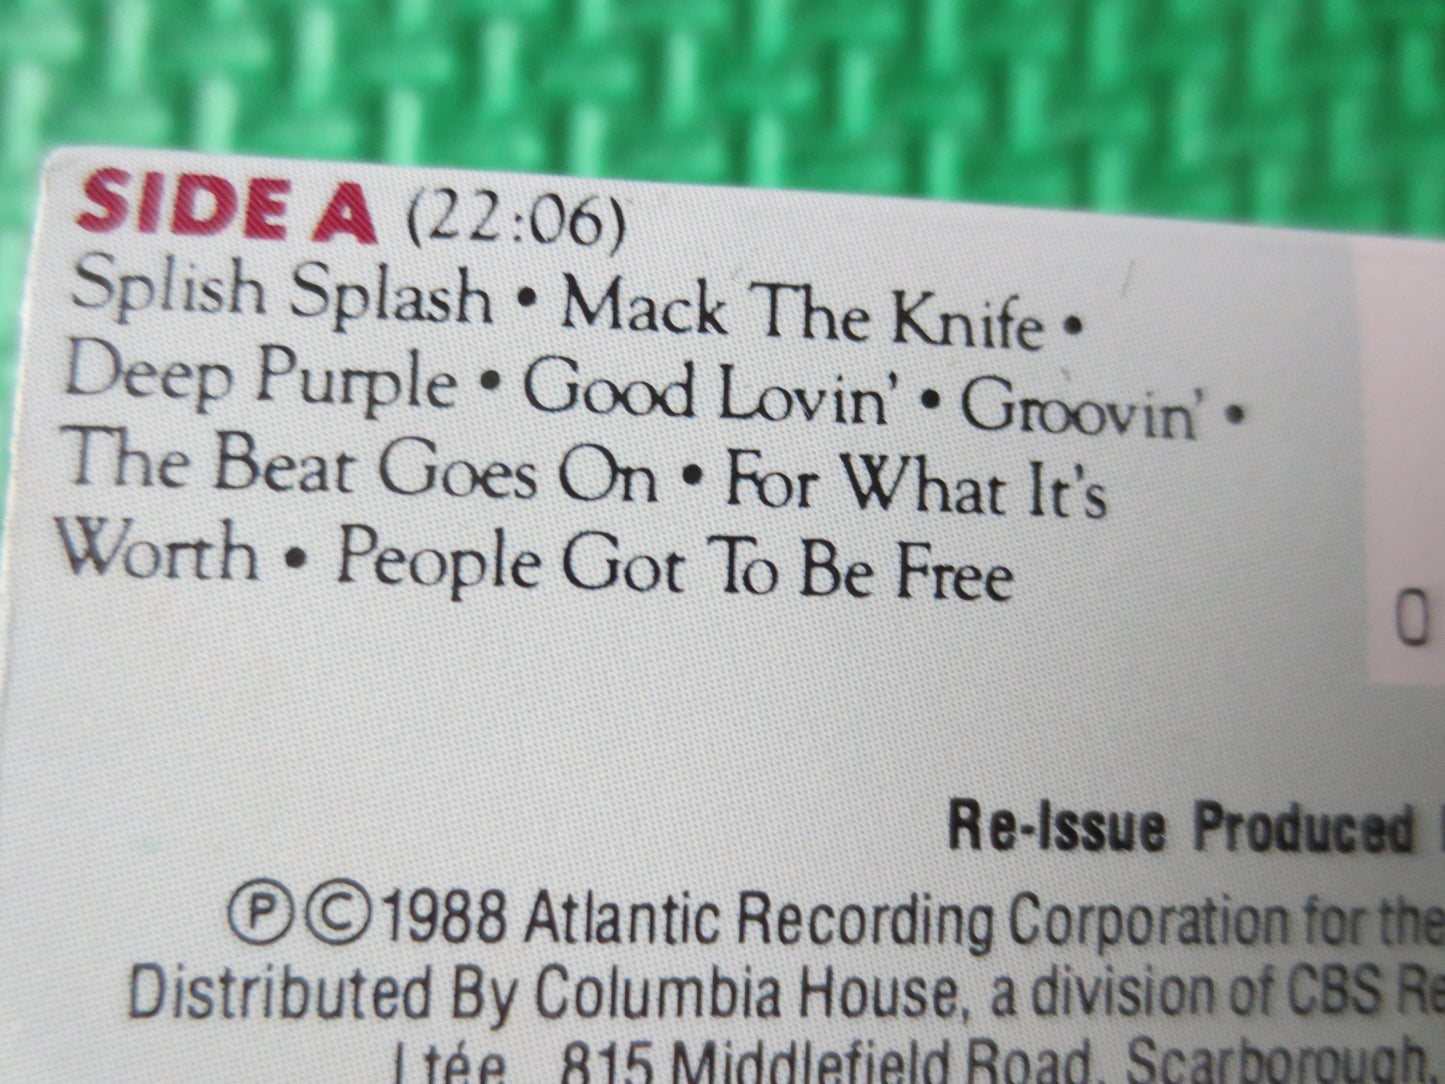 SIDE A (22:06)
Splish Splash • Mack The Knife •
Deep Purple • Good Lovin' • Groovin' •
The Beat Goes On • For What It's
Worth • People Got To Be Free
0
Re-Issue Produced
Ⓟ©1988 Atlantic Recording Corporation for the
Distributed By Columbia House, a division of CBS
Ltée 815 Middlefield Road, Scarborough,